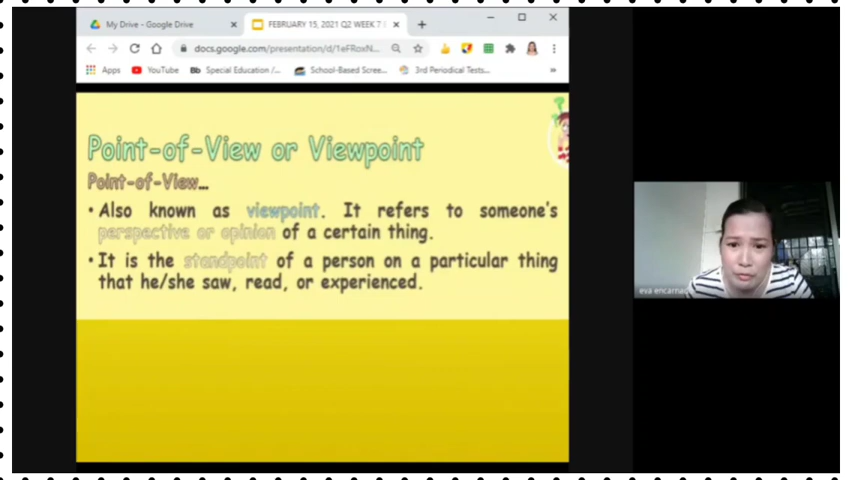 My Drive - Google Drive
FEBRUARY 15, 2021 Q2 WEEK 7
docs.google.com/presentation/d/1eFRoxN...
Apps
YouTube
Bb Special Education /...
School-Based Scree...
3rd Periodical Tests...
»
Point-of-View or Viewpoint
Point-of-View...
• Also known as viewpoint. It refers to someone's
perspective or opinion of a certain thing.
• It is the standpoint of a person on a particular thing
that he/she saw, read, or experienced.
eva encarnac